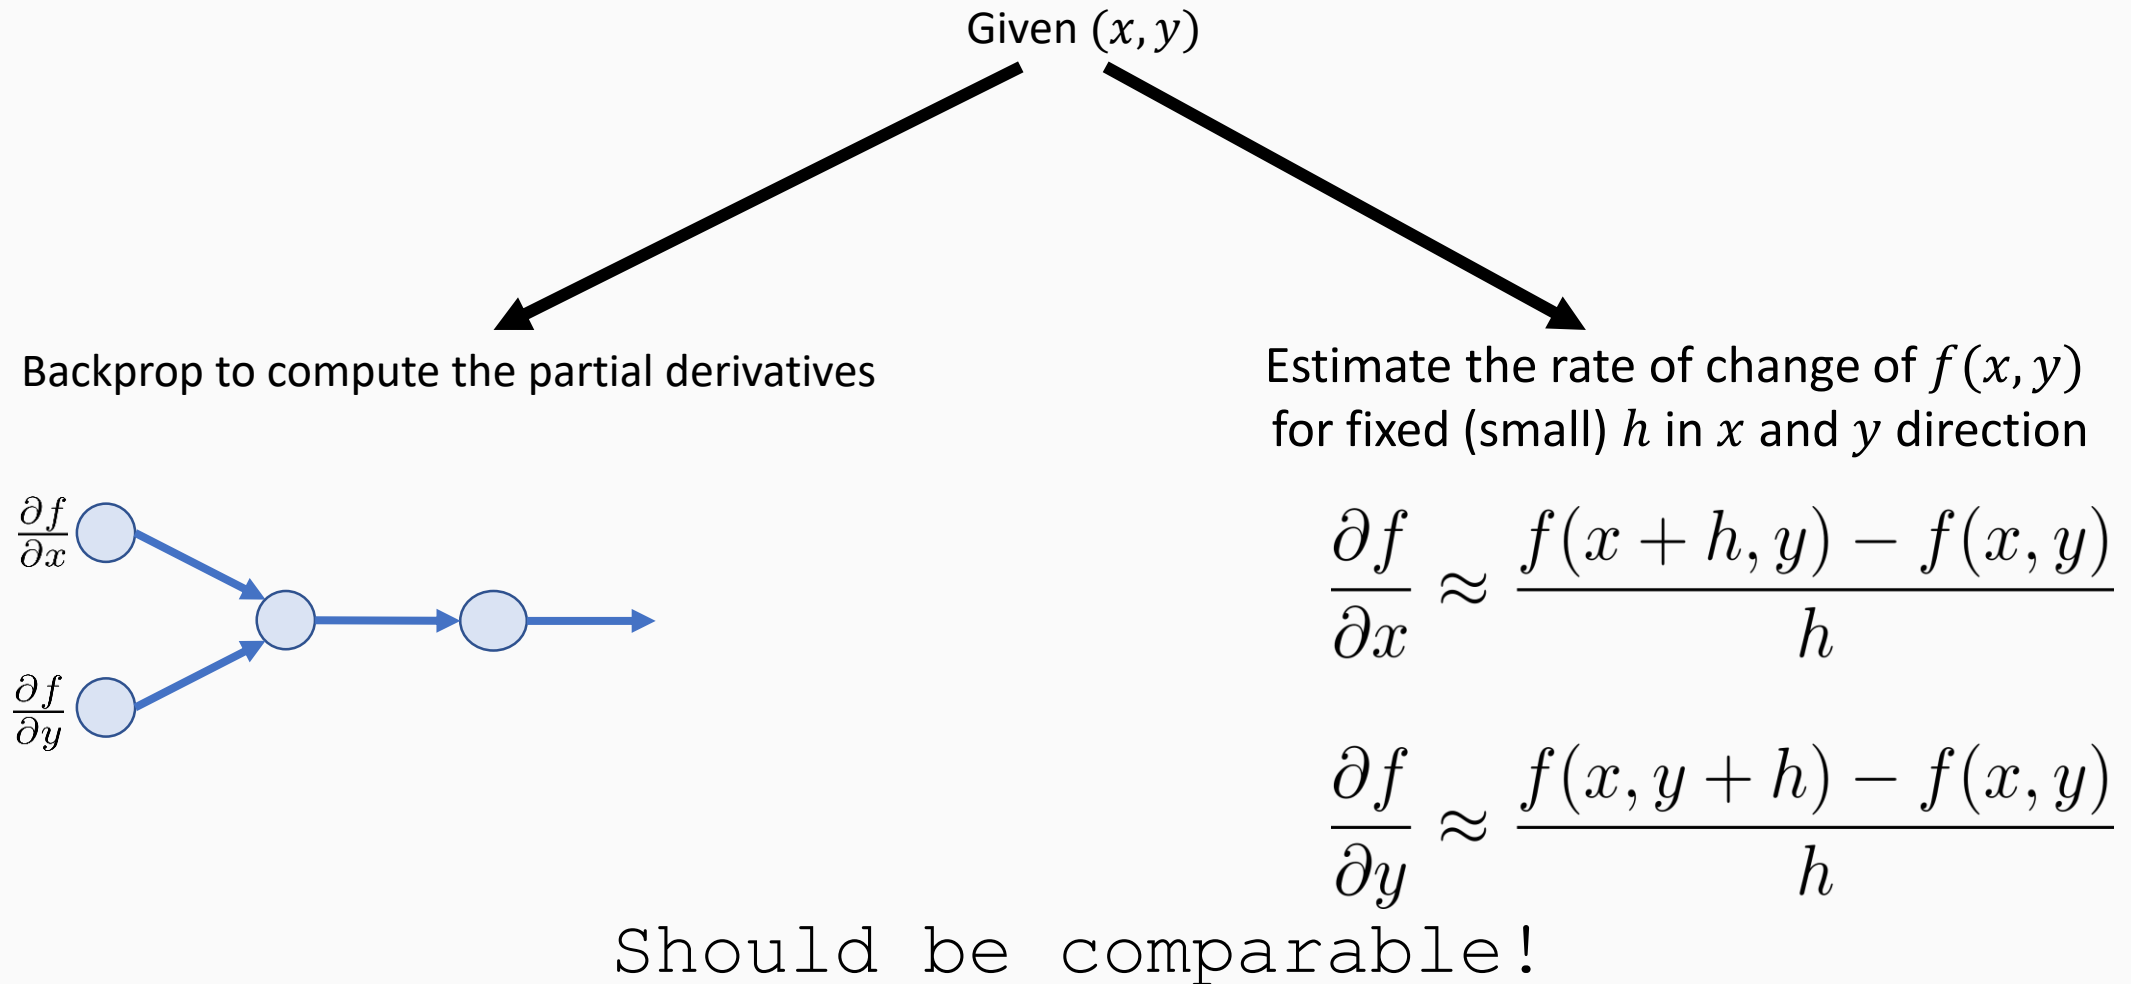 Given (x, y)
Backprop to compute the partial derivatives
Estimate the rate of change of f(x, y)
for fixed (small) h in x and y direction
∂f/∂x
∂f/∂y
∂f/∂x ≈ (f(x + h, y) − f(x, y))/h
∂f/∂y ≈ (f(x, y + h) − f(x, y))/h
Should be comparable!